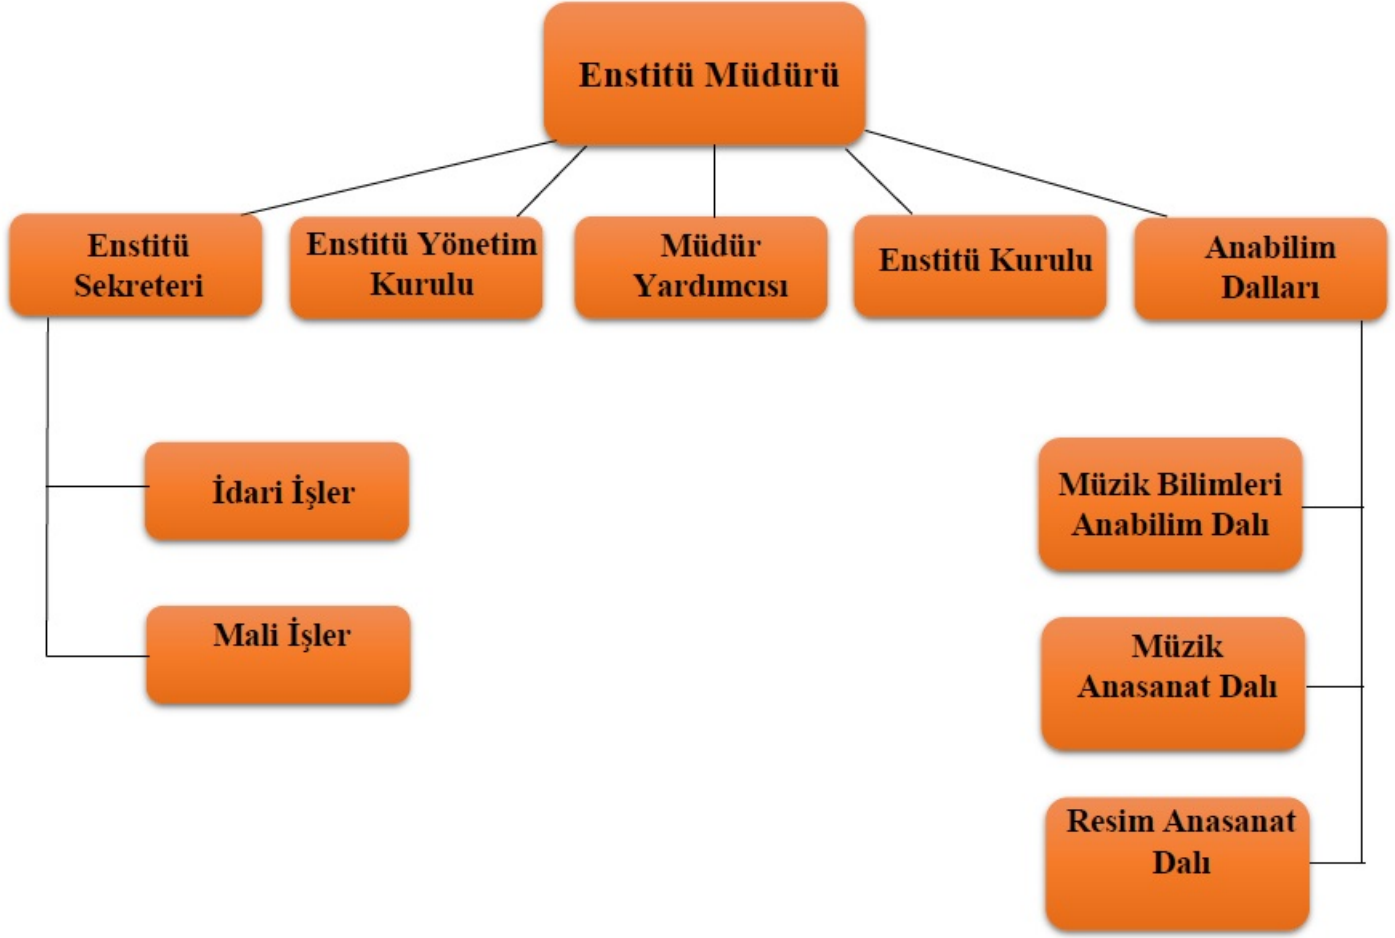 Enstitü Müdürü
Enstitü
Sekreteri
Enstitü Yönetim
Kurulu
Müdür
Yardımcısı
Enstitü Kurulu
Anabilim
Dalları
İdari İşler
Mali İşler
Müzik Bilimleri
Anabilim Dalı
Müzik
Anasanat Dalı
Resim Anasanat
Dalı